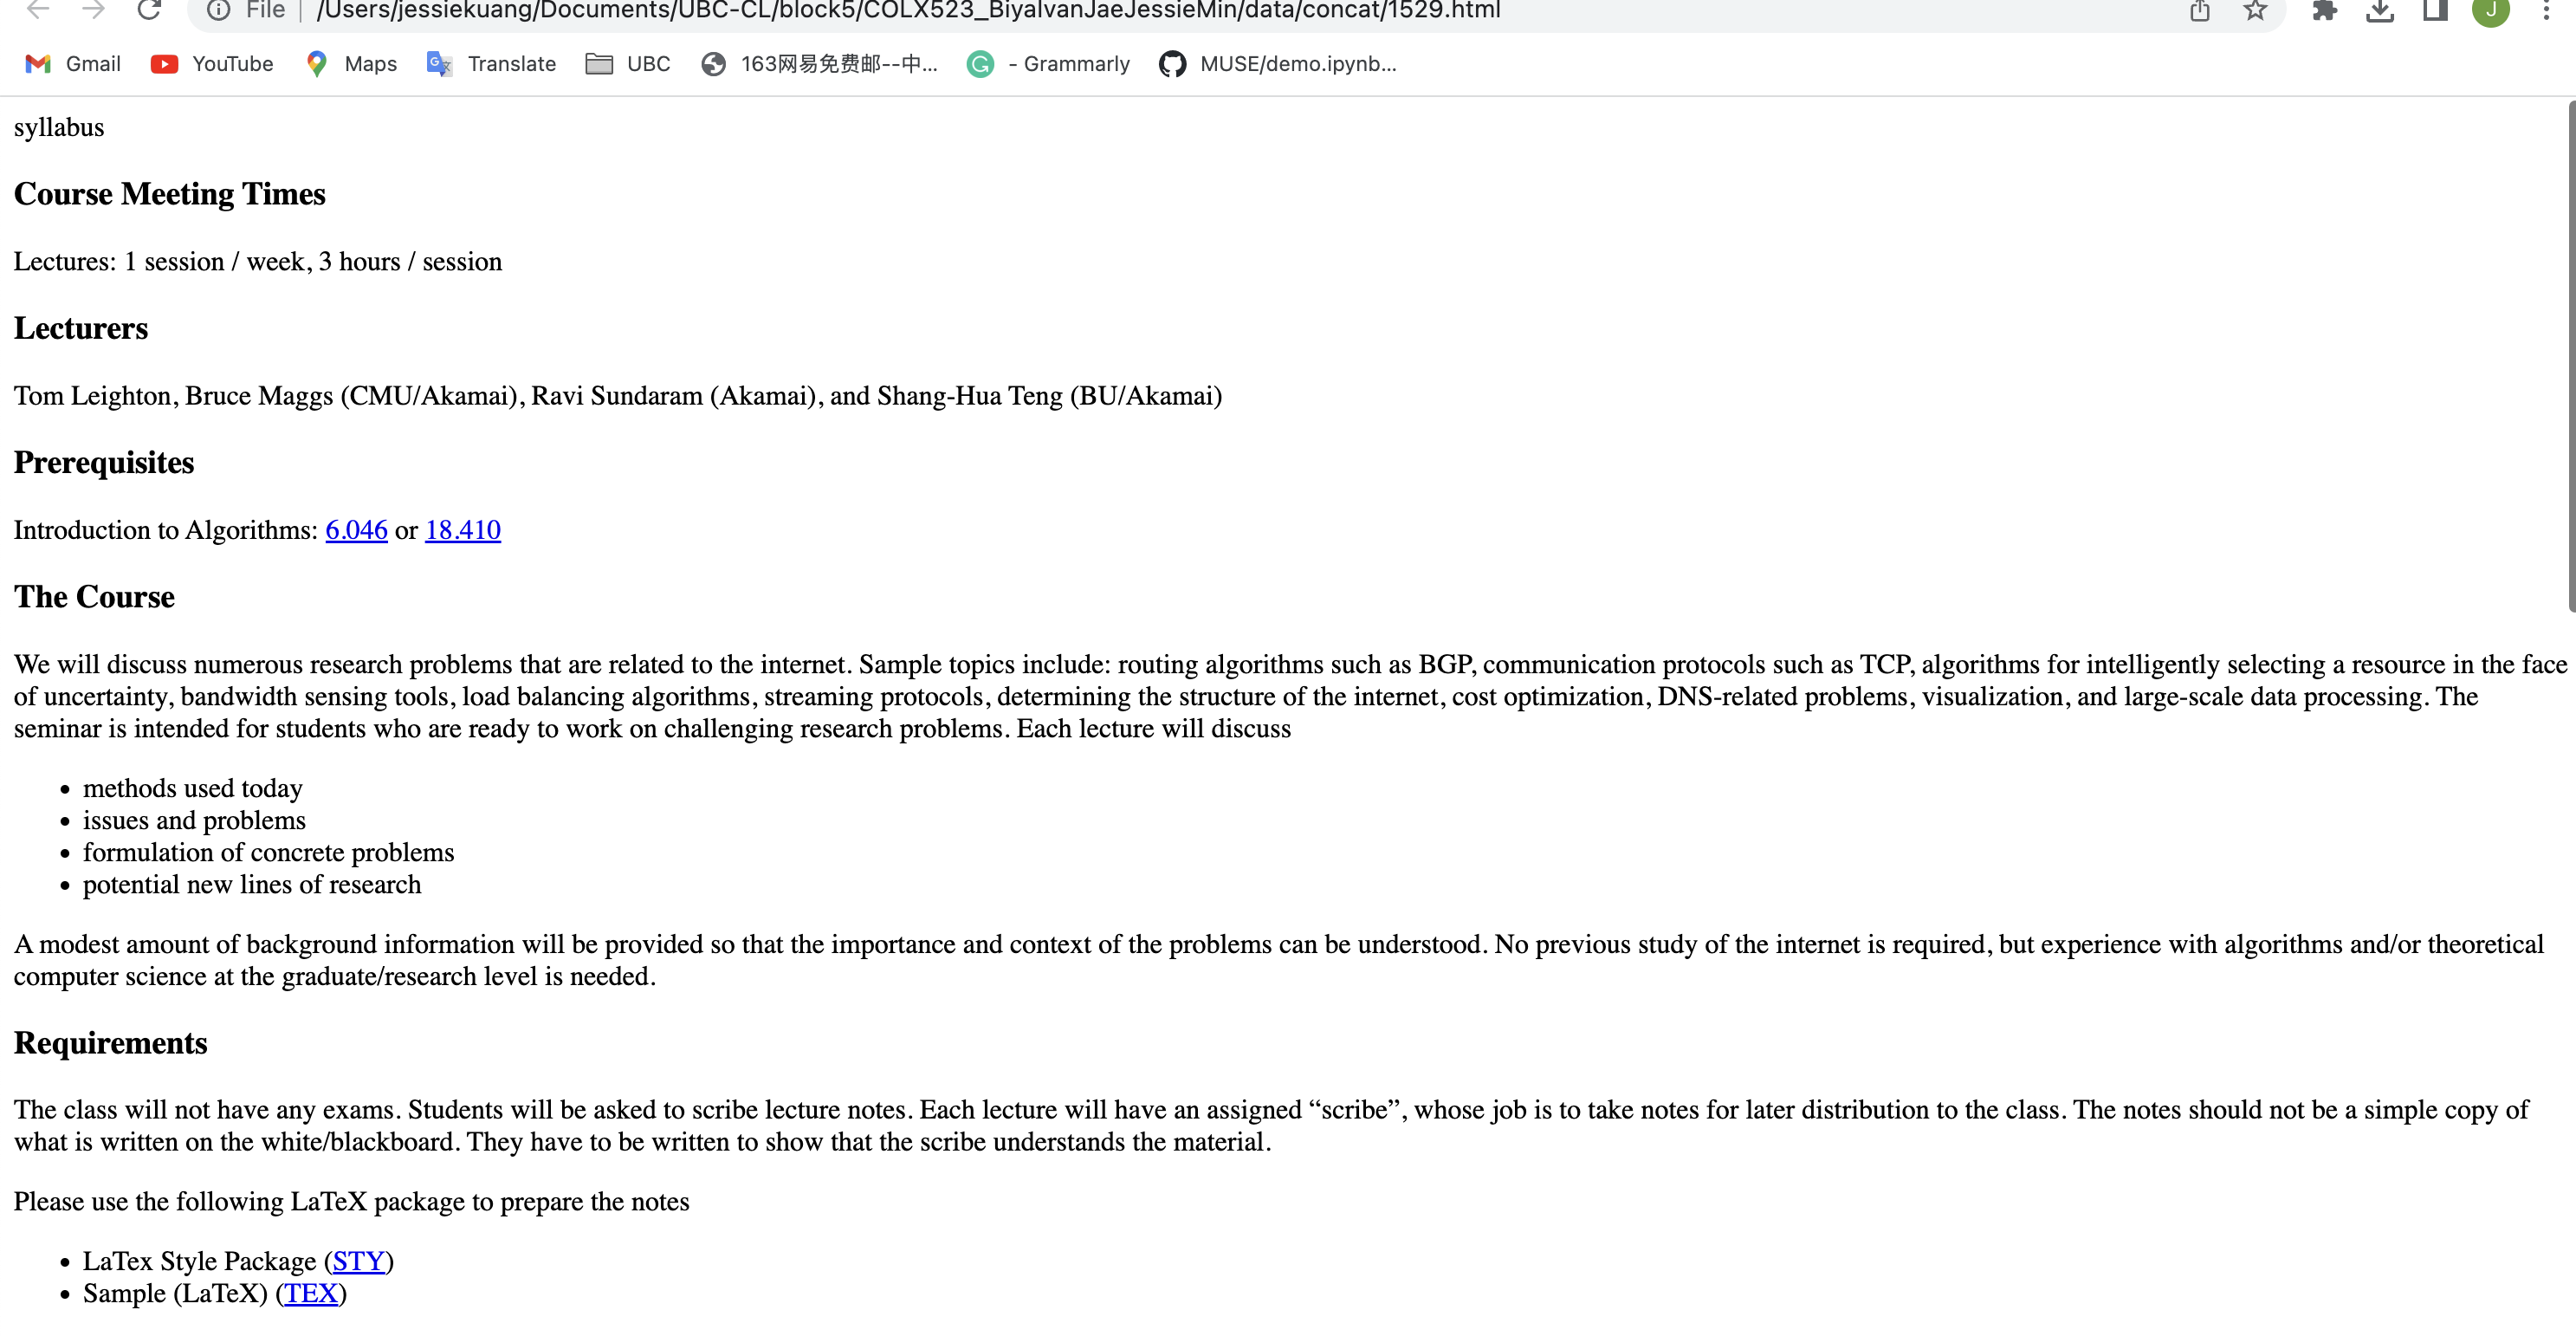 File | /Users/jessiekuang/Documents/UBC-CL/block5/COLX523_BiyaIvanJaeJessieMin/data/concat/1529.html J
Gmail YouTube Maps Translate UBC 163网易免费邮--中... - Grammarly MUSE/demo.ipynb...
syllabus
Course Meeting Times
Lectures: 1 session / week, 3 hours / session
Lecturers
Tom Leighton, Bruce Maggs (CMU/Akamai), Ravi Sundaram (Akamai), and Shang-Hua Teng (BU/Akamai)
Prerequisites
Introduction to Algorithms: 6.046 or 18.410
The Course
We will discuss numerous research problems that are related to the internet. Sample topics include: routing algorithms such as BGP, communication protocols such as TCP, algorithms for intelligently selecting a resource in the face
of uncertainty, bandwidth sensing tools, load balancing algorithms, streaming protocols, determining the structure of the internet, cost optimization, DNS-related problems, visualization, and large-scale data processing. The
seminar is intended for students who are ready to work on challenging research problems. Each lecture will discuss
• methods used today
• issues and problems
• formulation of concrete problems
• potential new lines of research
A modest amount of background information will be provided so that the importance and context of the problems can be understood. No previous study of the internet is required, but experience with algorithms and/or theoretical
computer science at the graduate/research level is needed.
Requirements
The class will not have any exams. Students will be asked to scribe lecture notes. Each lecture will have an assigned “scribe”, whose job is to take notes for later distribution to the class. The notes should not be a simple copy of
what is written on the white/blackboard. They have to be written to show that the scribe understands the material.
Please use the following LaTeX package to prepare the notes
• LaTex Style Package (STY)
• Sample (LaTeX) (TEX)